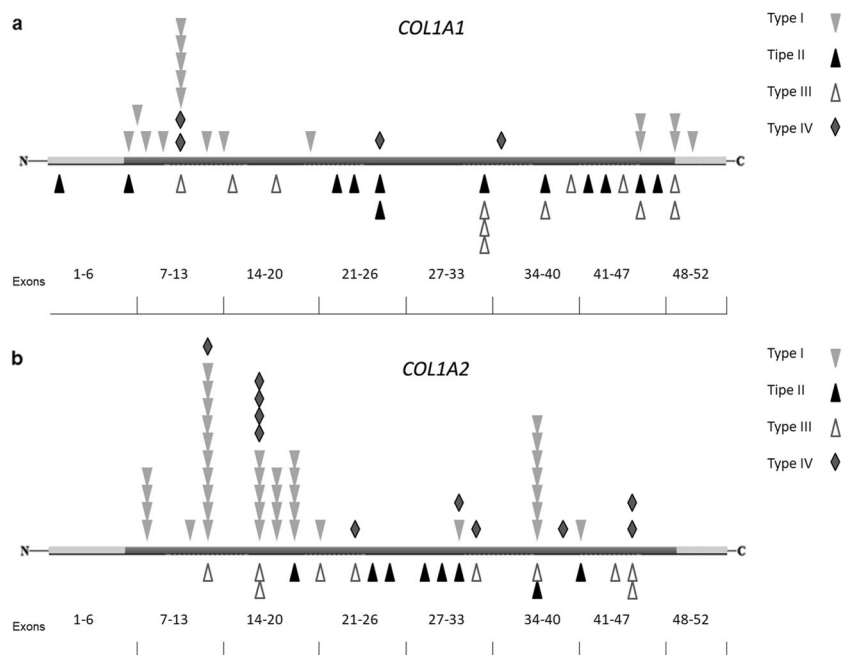 a
COL1A1
Type I
Tipe II
Type III
Type IV
N
C
Exons 1-6 7-13 14-20 21-26 27-33 34-40 41-47 48-52
b
COL1A2
Type I
Tipe II
Type III
Type IV
N
C
Exons 1-6 7-13 14-20 21-26 27-33 34-40 41-47 48-52